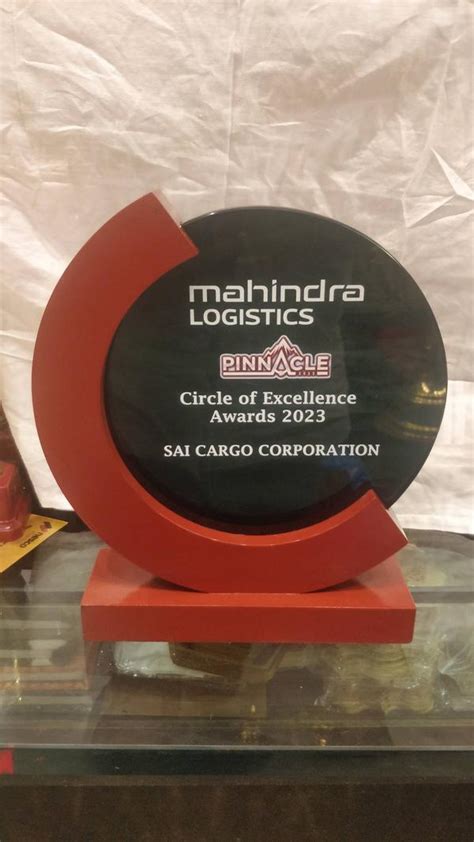 mahindra
LOGISTICS
PINNACLE
Circle of Excellence
Awards 2023
SAI CARGO CORPORATION